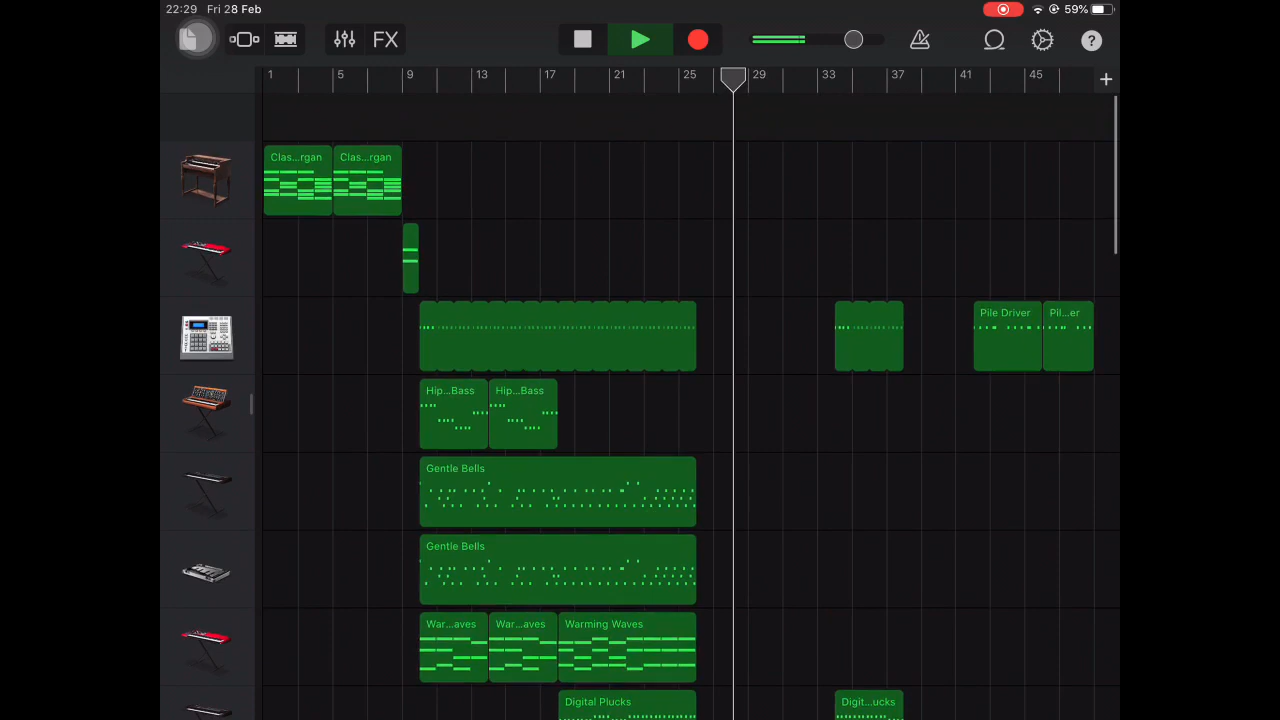 22:29 Fri 28 Feb
59%
FX
?
1 5 9 13 17 21 25 29 33 37 41 45 +
Clas...rgan Clas...rgan
Pile Driver Pil...er
Hip...Bass Hip...Bass
Gentle Bells
Gentle Bells
War...aves War...aves Warming Waves
Digital Plucks Digit...ucks